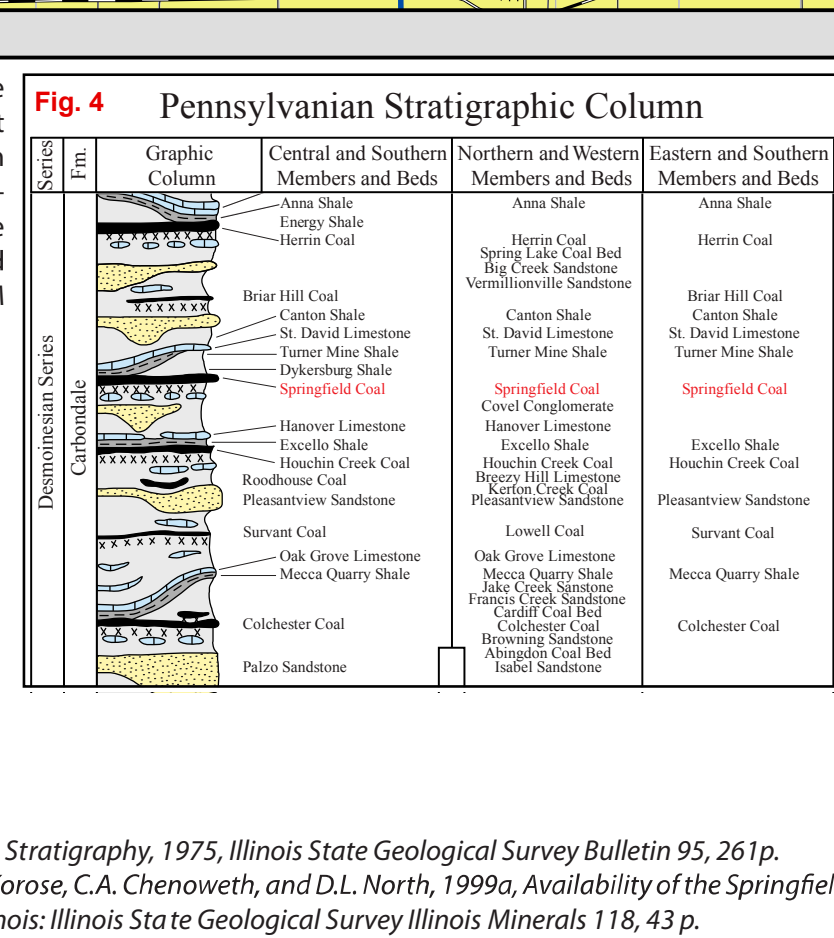 Fig. 4
Pennsylvanian Stratigraphic Column
Series
Fm.
Graphic
Column
Central and Southern
Members and Beds
Northern and Western
Members and Beds
Eastern and Southern
Members and Beds
Desmoinesian Series
Carbondale
Anna Shale
Energy Shale
Herrin Coal
Briar Hill Coal
Canton Shale
St. David Limestone
Turner Mine Shale
Dykersburg Shale
Springfield Coal
Hanover Limestone
Excello Shale
Houchin Creek Coal
Roodhouse Coal
Pleasantview Sandstone
Survant Coal
Oak Grove Limestone
Mecca Quarry Shale
Colchester Coal
Palzo Sandstone
Anna Shale
Herrin Coal
Spring Lake Coal Bed
Big Creek Sandstone
Vermillionville Sandstone
Canton Shale
St. David Limestone
Turner Mine Shale
Springfield Coal
Covel Conglomerate
Hanover Limestone
Excello Shale
Houchin Creek Coal
Breezy Hill Limestone
Kerton Creek Coal
Pleasantview Sandstone
Lowell Coal
Oak Grove Limestone
Mecca Quarry Shale
Jake Creek Sanstone
Francis Creek Sandstone
Cardiff Coal Bed
Colchester Coal
Browning Sandstone
Abingdon Coal Bed
Isabel Sandstone
Anna Shale
Herrin Coal
Briar Hill Coal
Canton Shale
St. David Limestone
Turner Mine Shale
Springfield Coal
Excello Shale
Houchin Creek Coal
Pleasantview Sandstone
Survant Coal
Mecca Quarry Shale
Colchester Coal
Stratigraphy, 1975, Illinois State Geological Survey Bulletin 95, 261p.
orose, C.A. Chenoweth, and D.L. North, 1999a, Availability of the Springfiel
nois: Illinois State Geological Survey Illinois Minerals 118, 43 p.